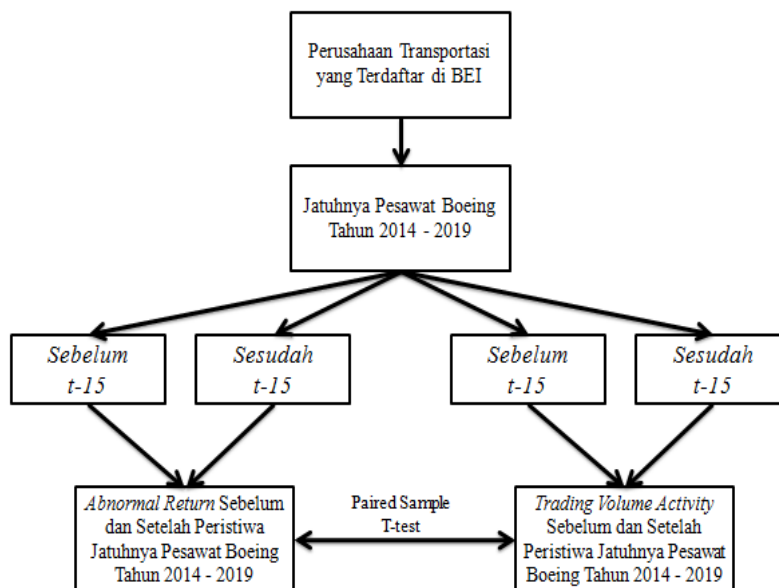 Perusahaan Transportasi
yang Terdaftar di BEI
Jatuhnya Pesawat Boeing
Tahun 2014 - 2019
Sebelum
t-15
Sesudah
t-15
Sebelum
t-15
Sesudah
t-15
Abnormal Return Sebelum
dan Setelah Peristiwa
Jatuhnya Pesawat Boeing
Tahun 2014 - 2019
Paired Sample
T-test
Trading Volume Activity
Sebelum dan Setelah
Peristiwa Jatuhnya Pesawat
Boeing Tahun 2014 - 2019